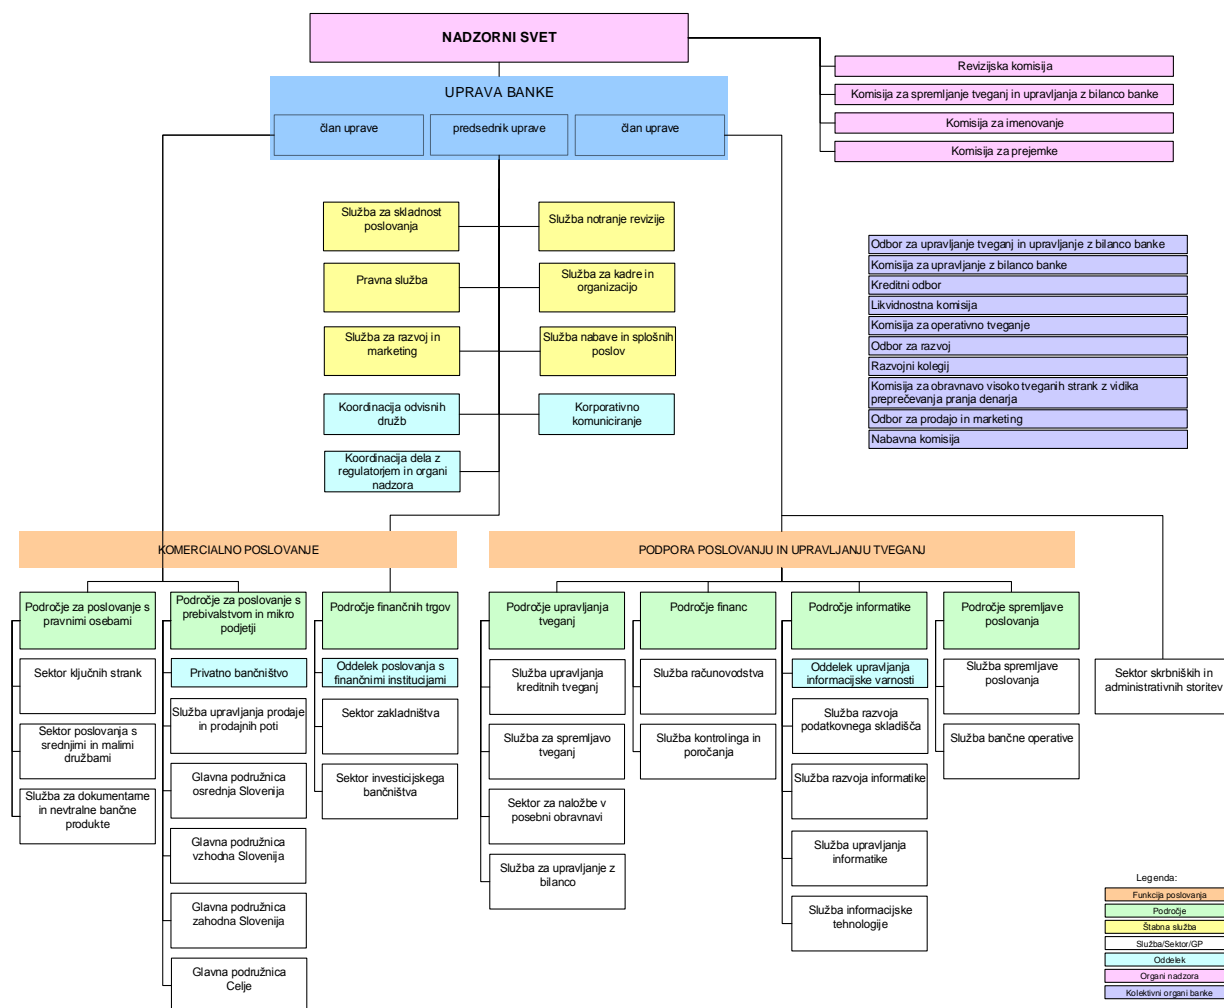 NADZORNI SVET
Revizijska komisija
Komisija za spremljanje tveganj in upravljanja z bilanco banke
Komisija za imenovanje
Komisija za prejemke
UPRAVA BANKE
član uprave
predsednik uprave
član uprave
Služba za skladnost
poslovanja
Služba notranje revizije
Pravna služba
Služba za kadre in
organizacijo
Služba za razvoj in
marketing
Služba nabave in splošnih
poslov
Koordinacija odvisnih
družb
Korporativno
komuniciranje
Koordinacija dela z
regulatorjem in organi
nadzora
Odbor za upravljanje tveganj in upravljanje z bilanco banke
Komisija za upravljanje z bilanco banke
Kreditni odbor
Likvidnostna komisija
Komisija za operativno tveganje
Odbor za razvoj
Razvojni kolegij
Komisija za obravnavo visoko tveganih strank z vidika
preprečevanja pranja denarja
Odbor za prodajo in marketing
Nabavna komisija
KOMERCIALNO POSLOVANJE
PODPORA POSLOVANJU IN UPRAVLJANJU TVEGANJ
Področje za poslovanje s
pravnimi osebami
Sektor ključnih strank
Sektor poslovanja s
srednjimi in malimi
družbami
Služba za dokumentarne
in nevtralne bančne
produkte
Področje za poslovanje s
prebivalstvom in mikro
podjetji
Privatno bančništvo
Služba upravljanja prodaje
in prodajnih poti
Glavna podružnica
osrednja Slovenija
Glavna podružnica
vzhodna Slovenija
Glavna podružnica
zahodna Slovenija
Glavna podružnica
Celje
Področje finančnih trgov
Oddelek poslovanja s
finančnimi institucijami
Sektor zakladništva
Sektor investicijskega
bančništva
Področje upravljanja
tveganj
Služba upravljanja
kreditnih tveganj
Služba za spremljavo
tveganj
Sektor za naložbe v
posebni obravnavi
Služba za upravljanje z
bilanco
Področje financ
Služba računovodstva
Služba kontrolinga in
poročanja
Področje informatike
Oddelek upravljanja
informacijske varnosti
Služba razvoja
podatkovnega skladišča
Služba razvoja informatike
Služba upravljanja
informatike
Služba informacijske
tehnologije
Področje spremljave
poslovanja
Služba spremljave
poslovanja
Služba bančne operative
Sektor skrbniških in
administrativnih storitev
Legenda:
Funkcija poslovanja
Področje
Štabna služba
Služba/Sektor/GP
Oddelek
Organi nadzora
Kolektivni organi banke